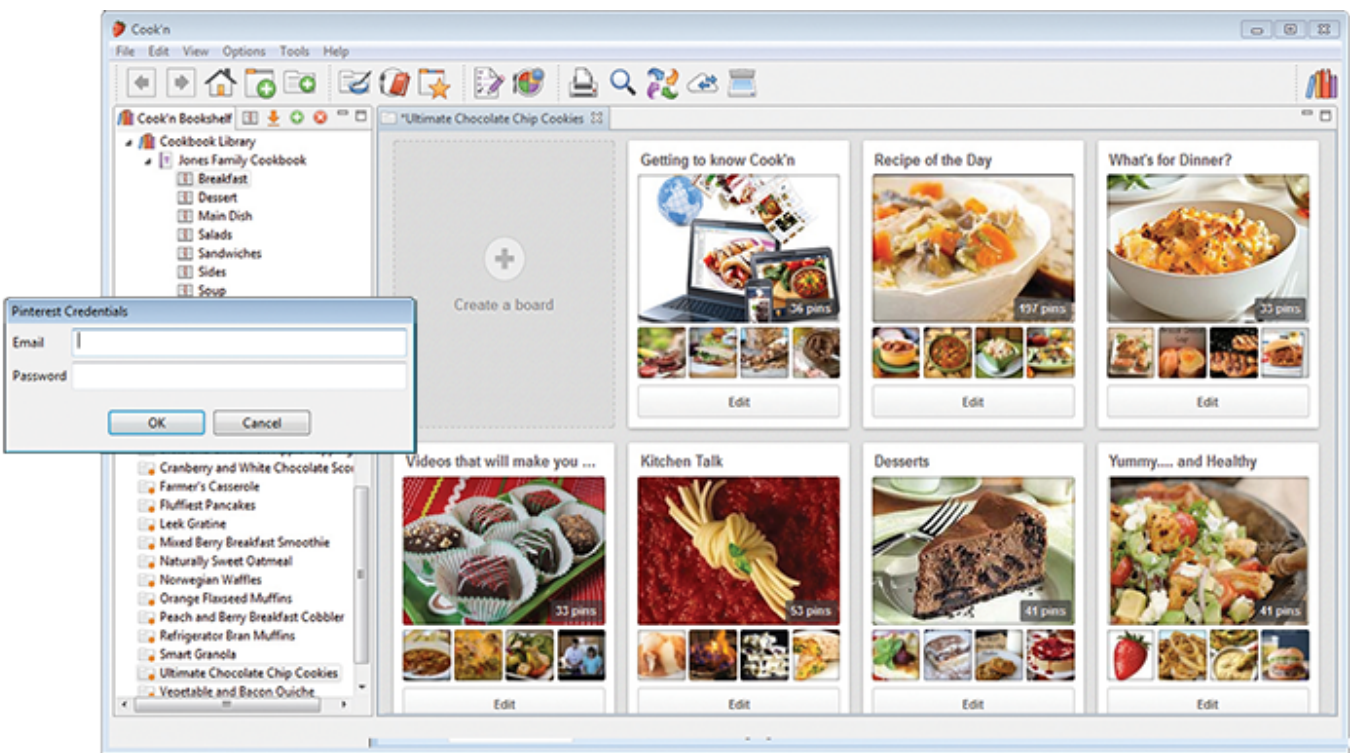 Cook'n
File Edit View Options Tools Help
Cook'n Bookshelf
*Ultimate Chocolate Chip Cookies
Cookbook Library
Jones Family Cookbook
Breakfast
Dessert
Main Dish
Salads
Sandwiches
Sides
Soup
Pinterest Credentials
Email
Password
OK Cancel
Cranberry and White Chocolate Sco
Farmer's Casserole
Fluffiest Pancakes
Leek Gratine
Mixed Berry Breakfast Smoothie
Naturally Sweet Oatmeal
Norwegian Waffles
Orange Flaxseed Muffins
Peach and Berry Breakfast Cobbler
Refrigerator Bran Muffins
Smart Granola
Ultimate Chocolate Chip Cookies
Vegetable and Bacon Quiche
Create a board
Getting to know Cook'n
36 pins
Edit
Recipe of the Day
197 pins
Edit
What's for Dinner?
33 pins
Edit
Videos that will make you ...
33 pins
Edit
Kitchen Talk
53 pins
Edit
Desserts
41 pins
Edit
Yummy.... and Healthy
41 pins
Edit